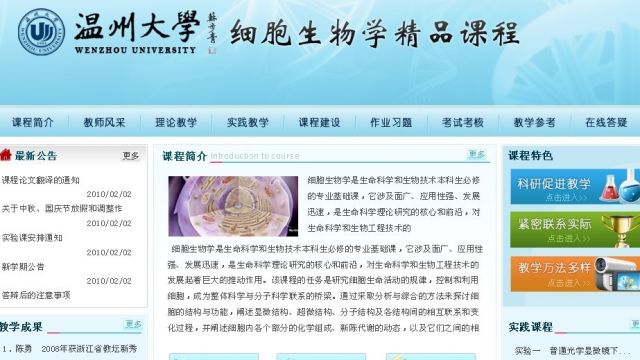 温州大學
WENZHOU UNIVERSITY
细胞生物学精品课程
课程简介 教师风采 理论教学 实践教学 课程建设 作业习题 考试考核 教学参考 在线答疑
最新公告 更多
课程论文翻译的通知
2010/02/02
关于中秋、国庆节放假和调整作
2010/02/02
实验课安排通知
2010/02/02
新学期公告
2010/02/02
答辩后的注意事项
教学成果 更多
1、陈勇 2008年获浙江省教坛新秀
课程简介 Introduction to course 更多
细胞生物学是生命科学和生物技术本科生必修
的专业基础课，它涉及面广、应用性强、发展
迅速，是生命科学理论研究的核心和前沿，对
生命科学和生物工程技术的
细胞生物学是生命科学和生物技术本科生必修的专业基础课，它涉及面广、应用性
强、发展迅速，是生命科学理论研究的核心和前沿，对生命科学和生物工程技术的
发展起着巨大的推动作用。该课程的任务是研究细胞生命活动的规律，控制和利用
细胞，成为整体科学与分子科学联系的桥梁。通过采取分析与综合的方法来探讨细
胞的结构与功能，阐述显微结构、超微结构、分子结构及各结构间的相互联系和变
化过程，并阐述细胞内各个部分的化学组成、新陈代谢的动态；以及它们之间的相
课程特色
科研促进教学
点击进入>>
紧密联系实际
点击进入>>
教学方法多样
点击进入>>
实践课程 更多
实验一 普通光学显微镜下...